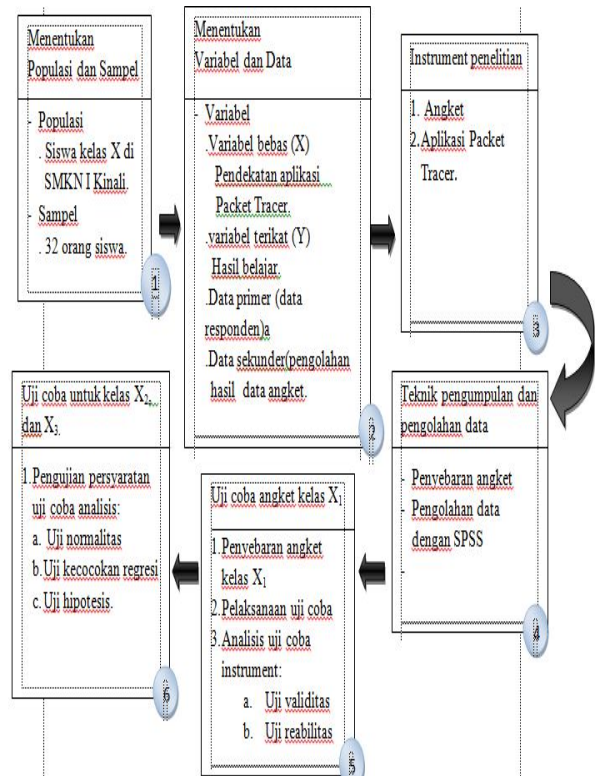 Menentukan
Populasi dan Sampel
- Populasi
. Siswa kelas X di
SMKN I Kinali.
- Sampel
. 32 orang siswa.
1
Menentukan
Variabel dan Data
- Variabel
.Variabel bebas (X)
Pendekatan aplikasi
Packet Tracer.
.variabel terikat (Y)
Hasil belajar.
.Data primer (data
responden)a
.Data sekunder(pengolahan
hasil data angket.
2
Instrument penelitian
1. Angket
2.Aplikasi Packet
Tracer.
3
Teknik pengumpulan dan
pengolahan data
- Penyebaran angket
- Pengolahan data
dengan SPSS
-
4
Uji coba angket kelas X1
1.Penyebaran angket
kelas X1
2.Pelaksanaan uji coba
3.Analisis uji coba
instrument:
a. Uji validitas
b. Uji reabilitas
5
Uji coba untuk kelas X2,
dan X3.
1.Pengujian persyaratan
uji coba analisis:
a. Uji normalitas
b.Uji kecocokan regresi
c.Uji hipotesis.
6